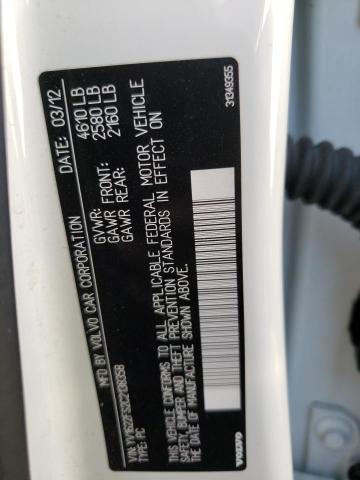 MFD BY VOLVO CAR CORPORATION DATE: 03/12
GVWR: 4610 LB
GAWR FRONT: 2580 LB
GAWR REAR: 2160 LB
THIS VEHICLE CONFORMS TO ALL APPLICABLE FEDERAL MOTOR VEHICLE
SAFETY, BUMPER AND THEFT PREVENTION STANDARDS IN EFFECT ON
THE DATE OF MANUFACTURE SHOWN ABOVE.
VIN:
TYPE: PC
VOLVO
31349355